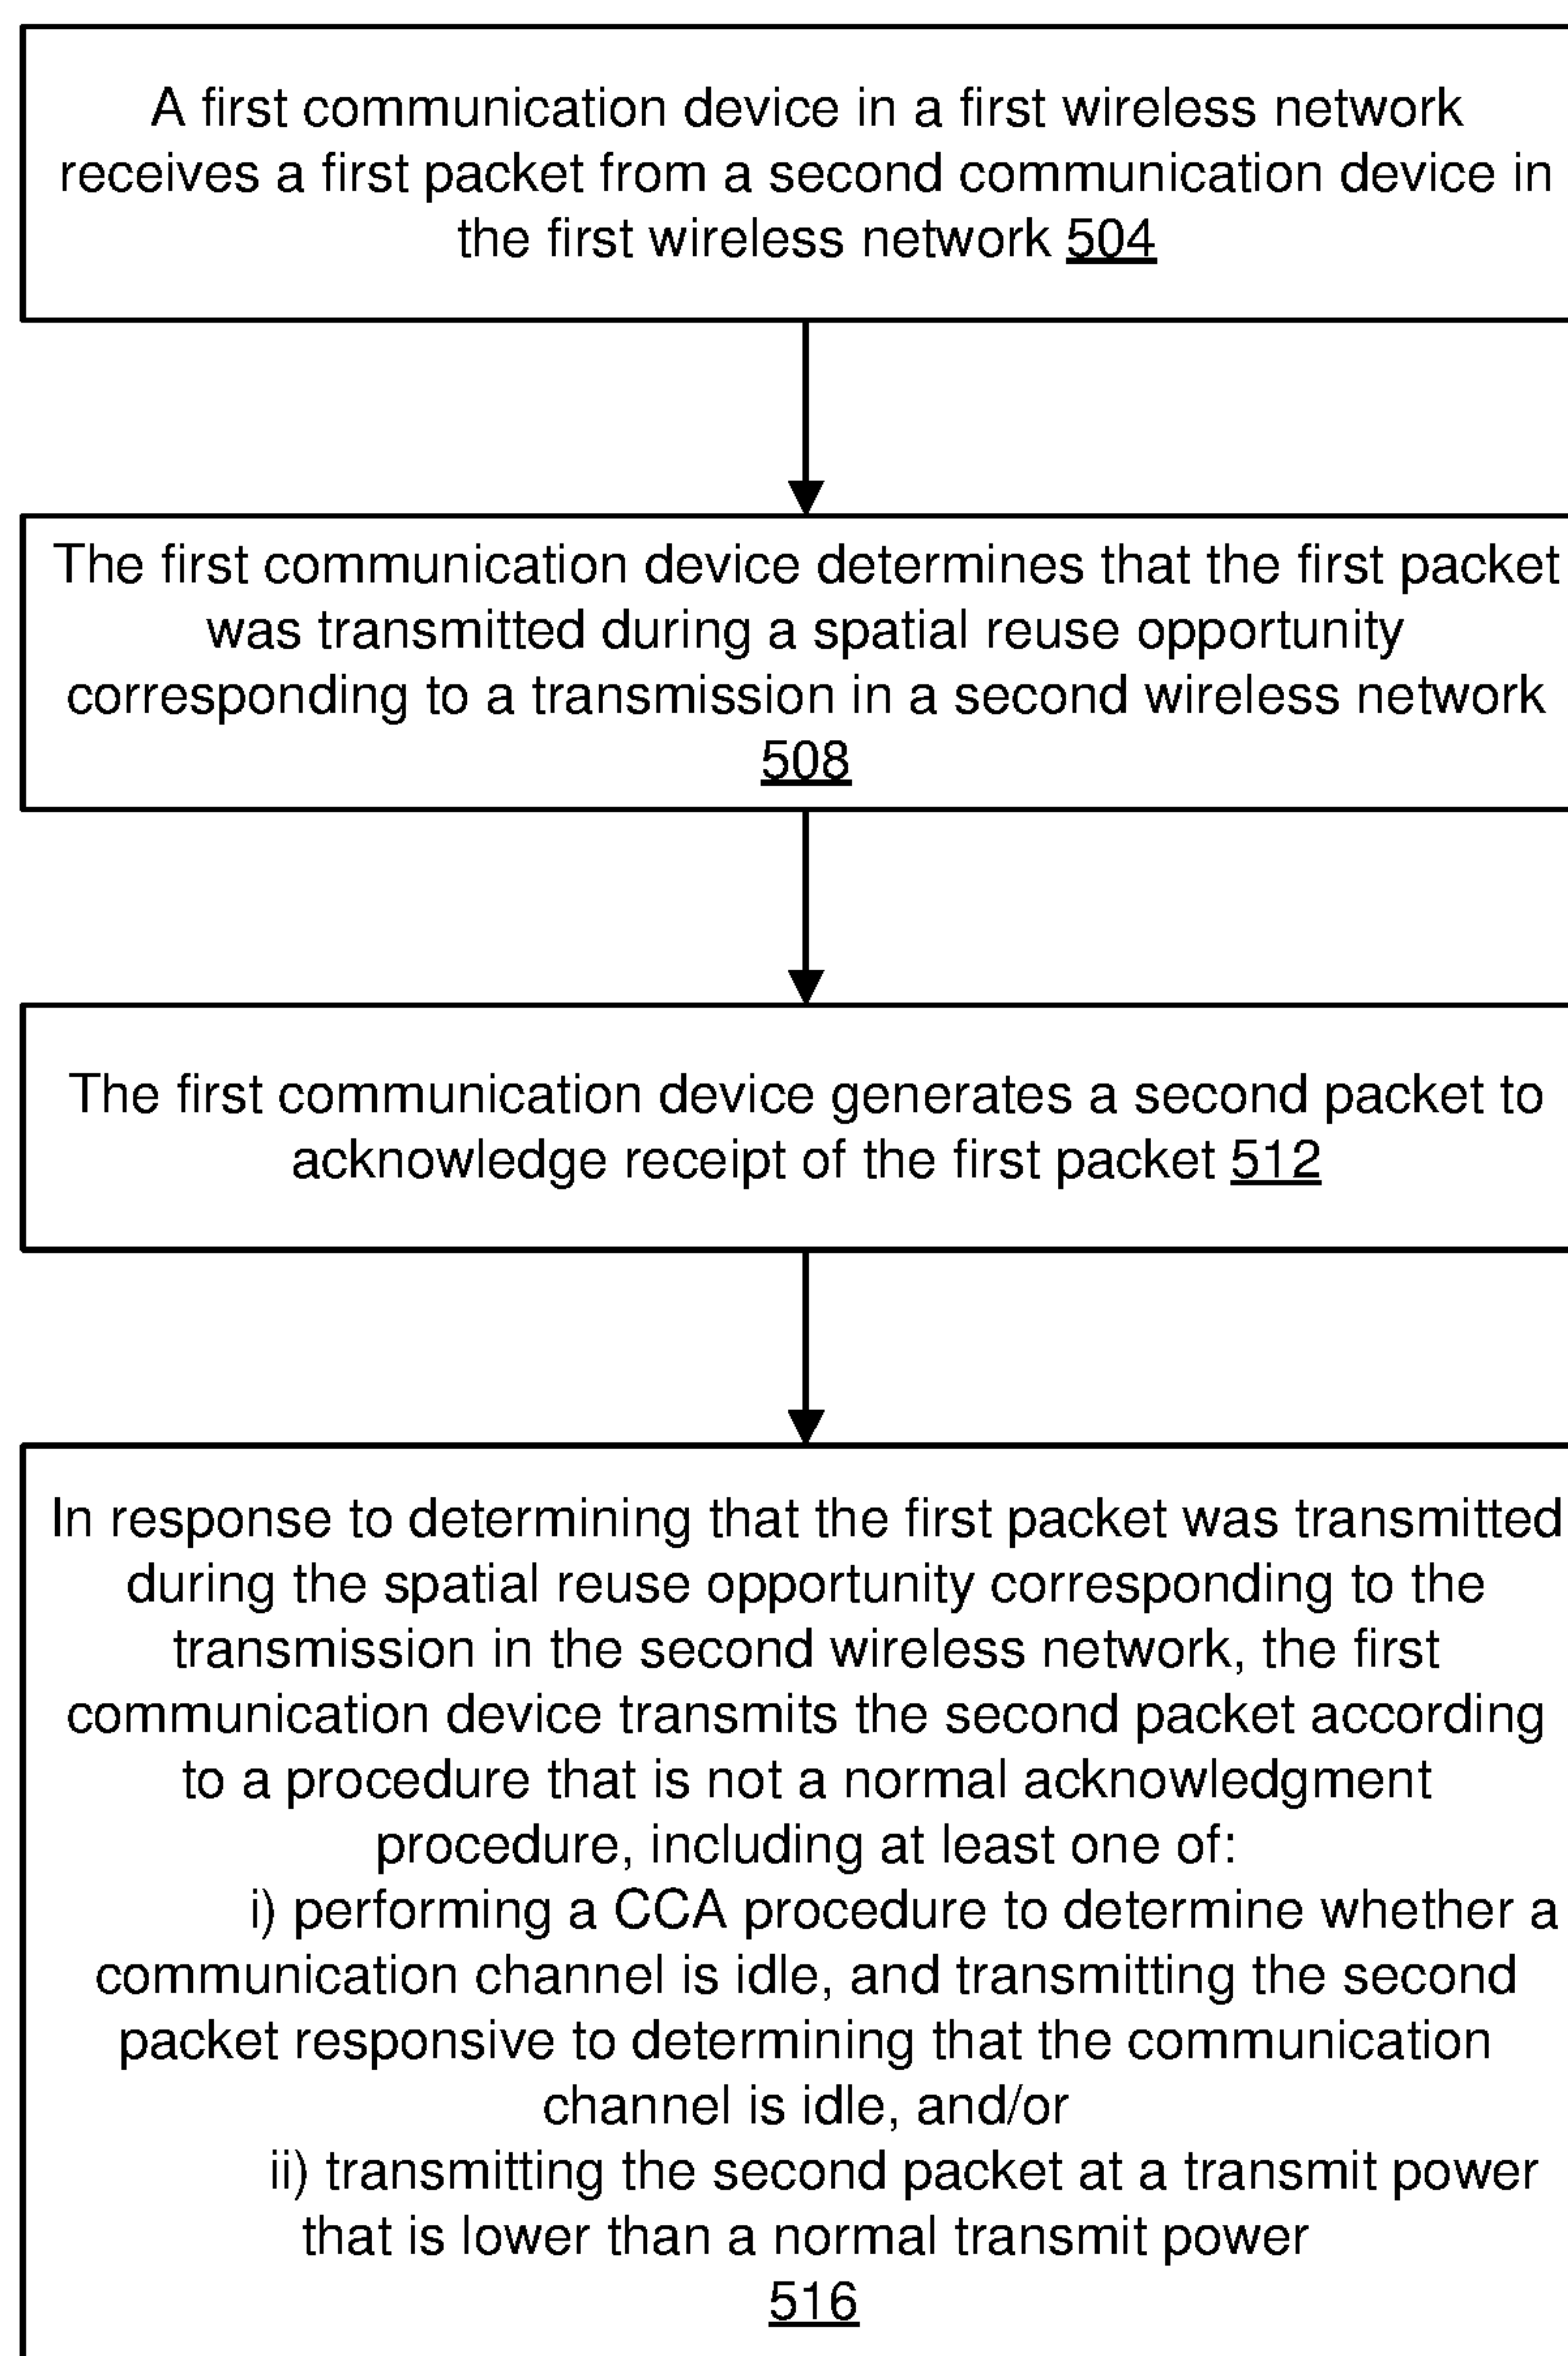 A first communication device in a first wireless network
receives a first packet from a second communication device in
the first wireless network 504
The first communication device determines that the first packet
was transmitted during a spatial reuse opportunity
corresponding to a transmission in a second wireless network
508
The first communication device generates a second packet to
acknowledge receipt of the first packet 512
In response to determining that the first packet was transmitted
during the spatial reuse opportunity corresponding to the
transmission in the second wireless network, the first
communication device transmits the second packet according
to a procedure that is not a normal acknowledgment
procedure, including at least one of:
i) performing a CCA procedure to determine whether a
communication channel is idle, and transmitting the second
packet responsive to determining that the communication
channel is idle, and/or
ii) transmitting the second packet at a transmit power
that is lower than a normal transmit power
516